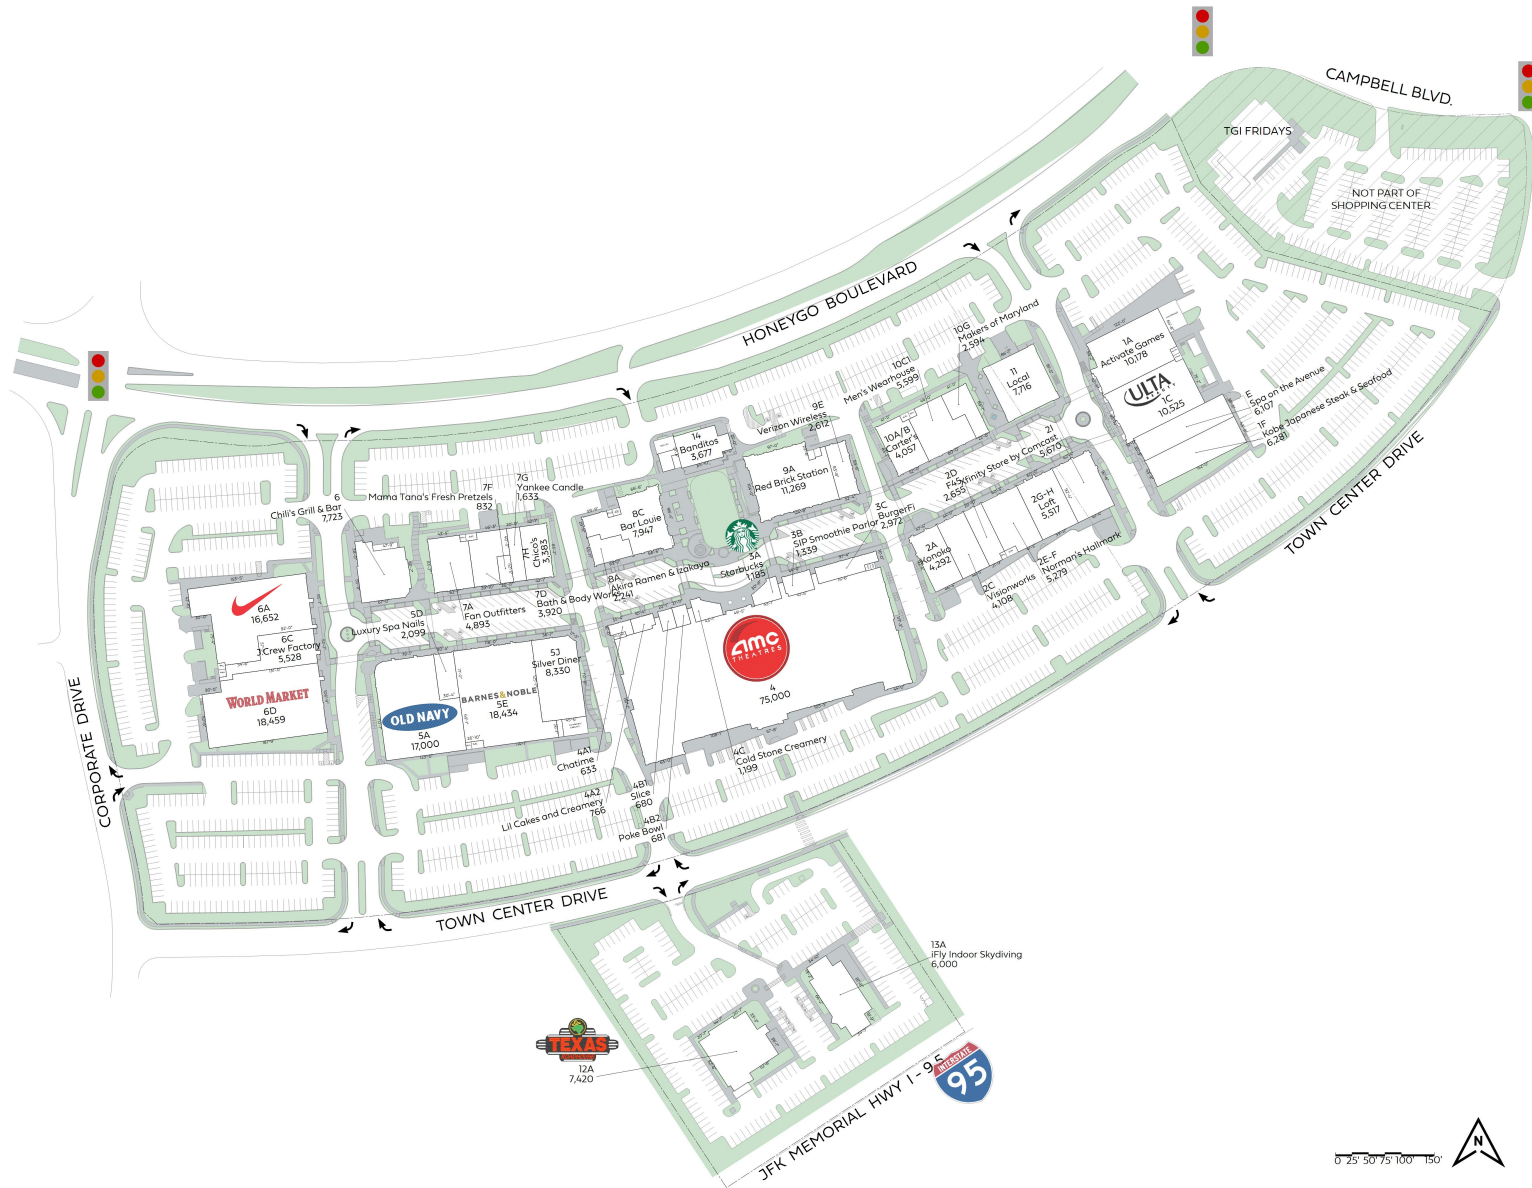 CAMPBELL BLVD.
TGI FRIDAYS
NOT PART OF
SHOPPING CENTER
HONEYGO BOULEVARD
10G
Makers of Maryland
2,594
1A
Activate Games
10,178
ULTA
BEAUTY
1C
10,525
E
Spa on the Avenue
6,107
1F
Kobe Japanese Steak & Seafood
6,281
11
Local
7,716
10C1
Men's Wearhouse
5,599
10A/B
Carter's
4,057
9E
Verizon Wireless
2,612
9A
Red Brick Station
11,269
14
Banditos
3,677
2I
Xfinity Store by Comcast
5,670
2D
F45
2,655
2G-H
Loft
5,517
2E-F
Norman's Hallmark
5,279
2C
Visionworks
4,108
2A
Konoko
4,292
3C
BurgerFi
2,972
3B
SIP Smoothie Parlor
1,339
3A
Starbucks
1,185
8C
Bar Louie
7,947
8A
Akira Ramen & Izakaya
2,241
7G
Yankee Candle
1,633
7F
Mama Tana's Fresh Pretzels
832
7H
Chico's
3,383
7D
Bath & Body Works
3,920
7A
Fan Outfitters
4,893
6
Chili's Grill & Bar
7,723
5D
Luxury Spa Nails
2,099
6A
16,652
6C
J.Crew Factory
5,528
WORLD MARKET
6D
18,459
OLD NAVY
5A
17,000
BARNES&NOBLE
5E
18,434
5J
Silver Diner
8,330
amc
THEATRES
4
75,000
4A1
Chatime
633
4A2
Lil Cakes and Creamery
766
4B1
Slice
680
4B2
Poke Bowl
681
4C
Cold Stone Creamery
1,199
CORPORATE DRIVE
TOWN CENTER DRIVE
TOWN CENTER DRIVE
13A
iFly Indoor Skydiving
6,000
TEXAS
12A
7,420
JFK MEMORIAL HWY I-95
INTERSTATE
95
N
0 25' 50' 75' 100' 150'